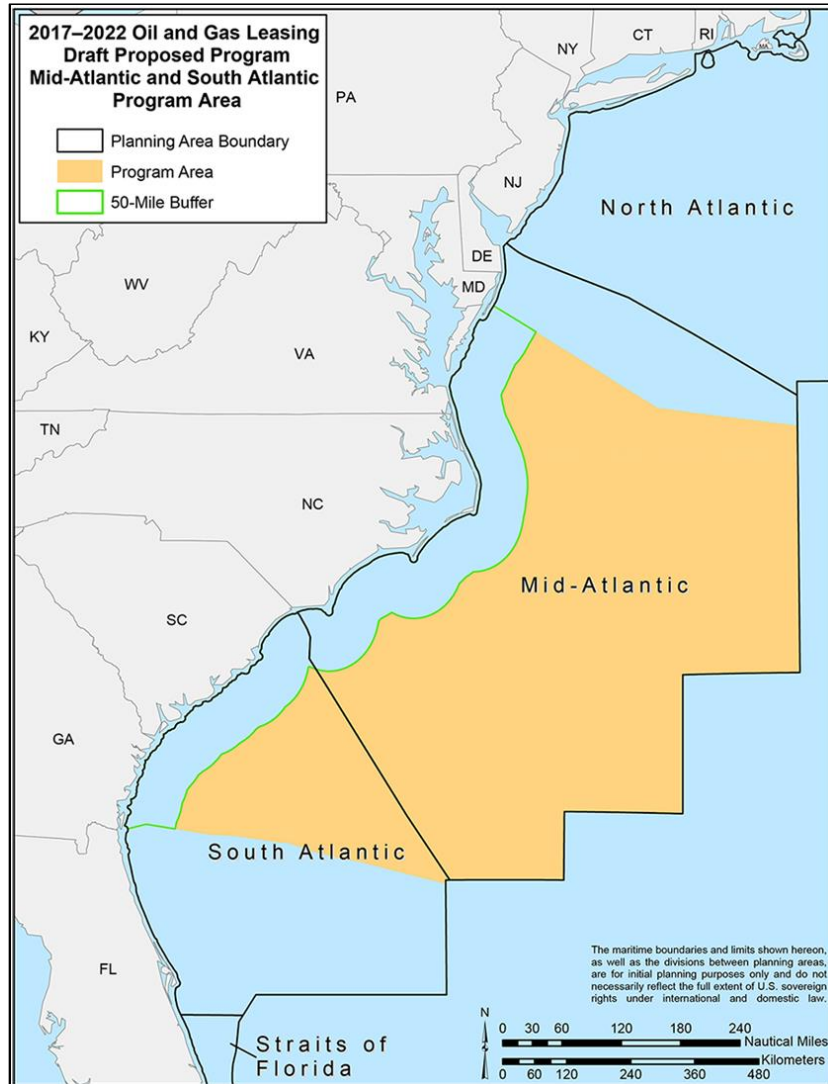 2017–2022 Oil and Gas Leasing
Draft Proposed Program
Mid-Atlantic and South Atlantic
Program Area
Planning Area Boundary
Program Area
50-Mile Buffer
NY
CT
RI
MA
PA
NJ
North Atlantic
DE
MD
WV
KY
VA
TN
NC
Mid-Atlantic
SC
GA
South Atlantic
FL
Straits of
Florida
The maritime boundaries and limits shown hereon,
as well as the divisions between planning areas,
are for initial planning purposes only and do not
necessarily reflect the full extent of U.S. sovereign
rights under international and domestic law.
N
0 30 60 120 180 240
Nautical Miles
Kilometers
0 60 120 240 360 480